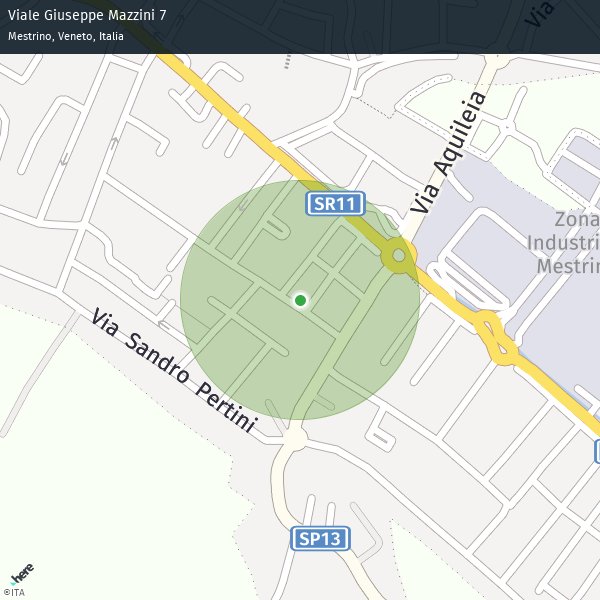 Viale Giuseppe Mazzini 7
Mestrino, Veneto, Italia
Via
Via Aquileia
SR11
Zona
Industri
Mestrin
Via Sandro Pertini
SP13
here
©ITA